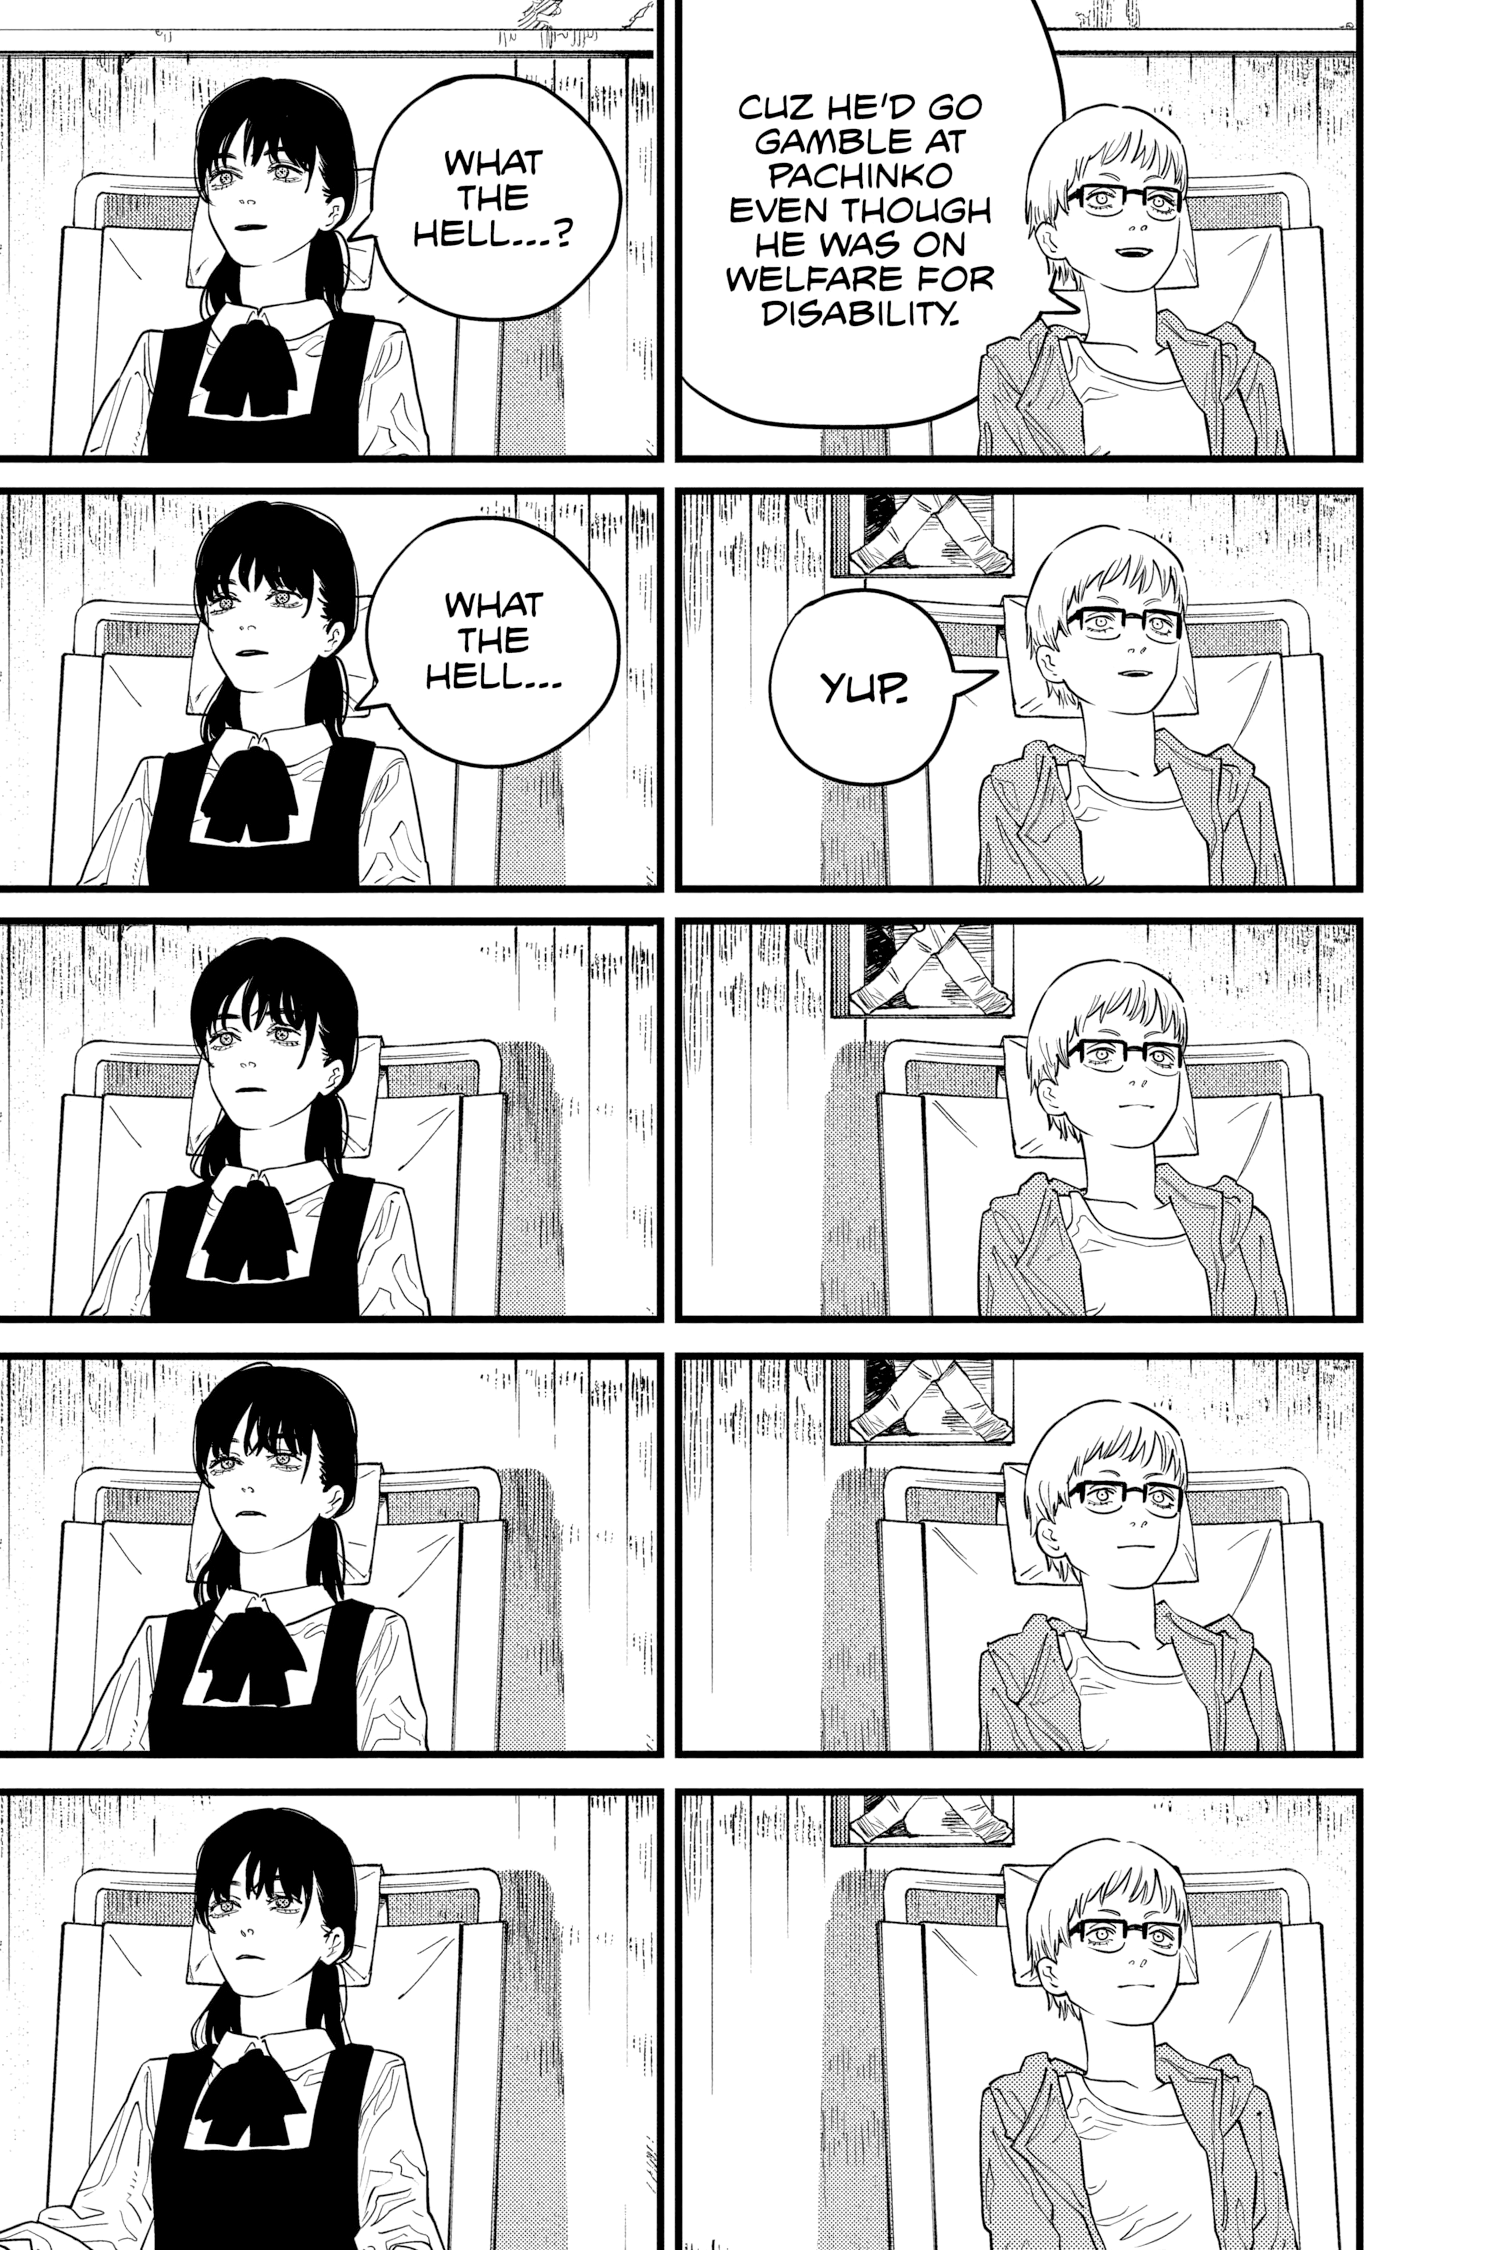 CUZ HE'D GO
GAMBLE AT
PACHINKO
EVEN THOUGH
HE WAS ON
WELFARE FOR
DISABILITY.
WHAT
THE
HELL...?
YUP.
WHAT
THE
HELL...